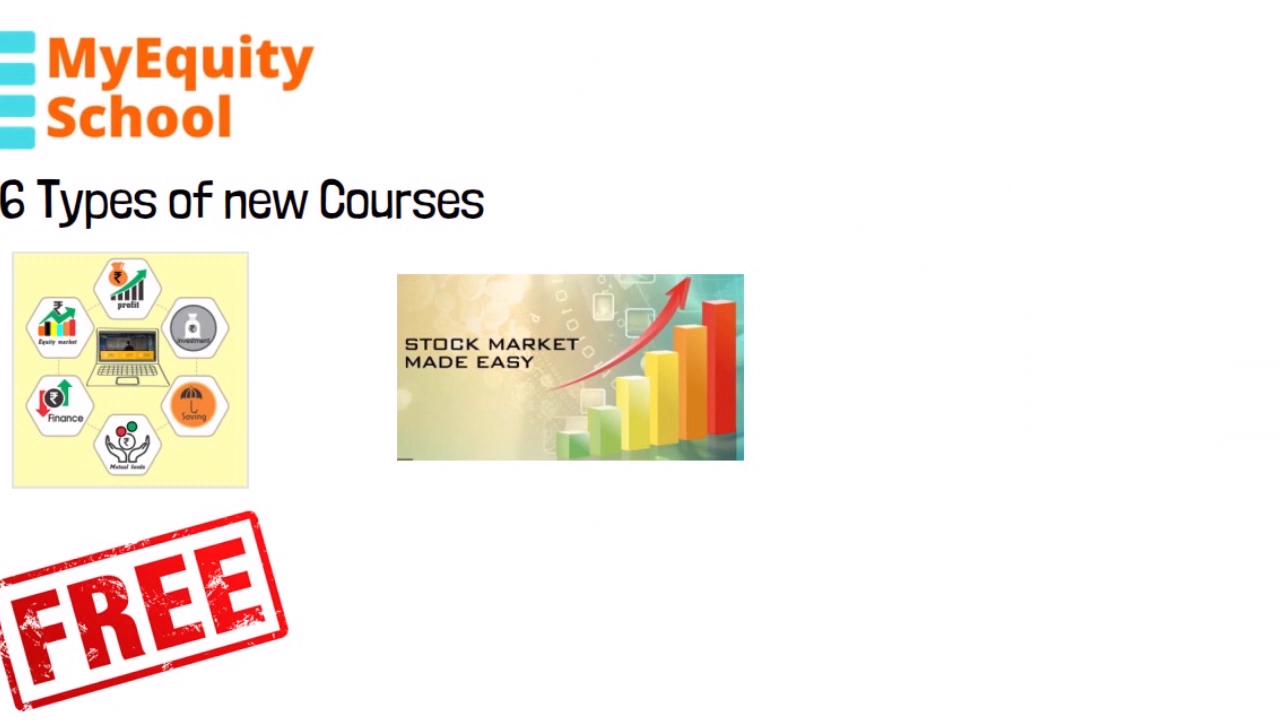 MyEquity
School
6 Types of new Courses
profit
Equity market
Investment
Finance
Saving
Mutual funds
STOCK MARKET
MADE EASY
FREE